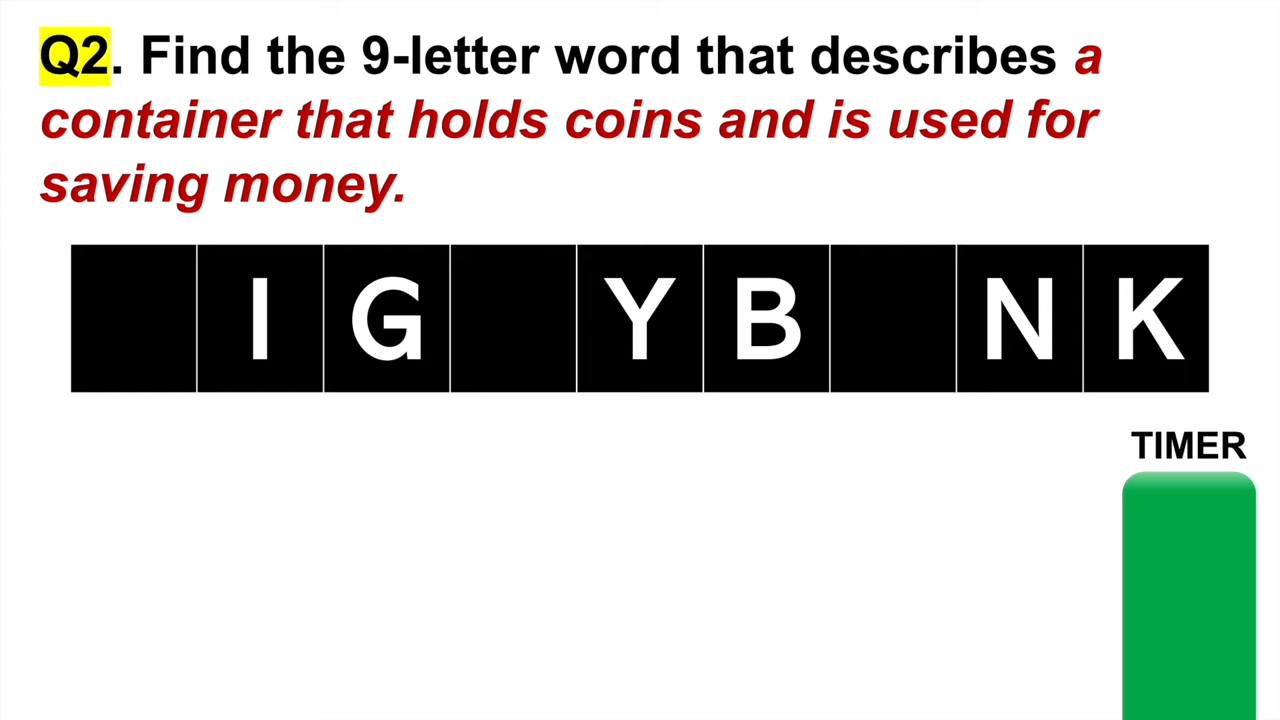 Q2. Find the 9-letter word that describes a
container that holds coins and is used for
saving money.
I G Y B N K
TIMER